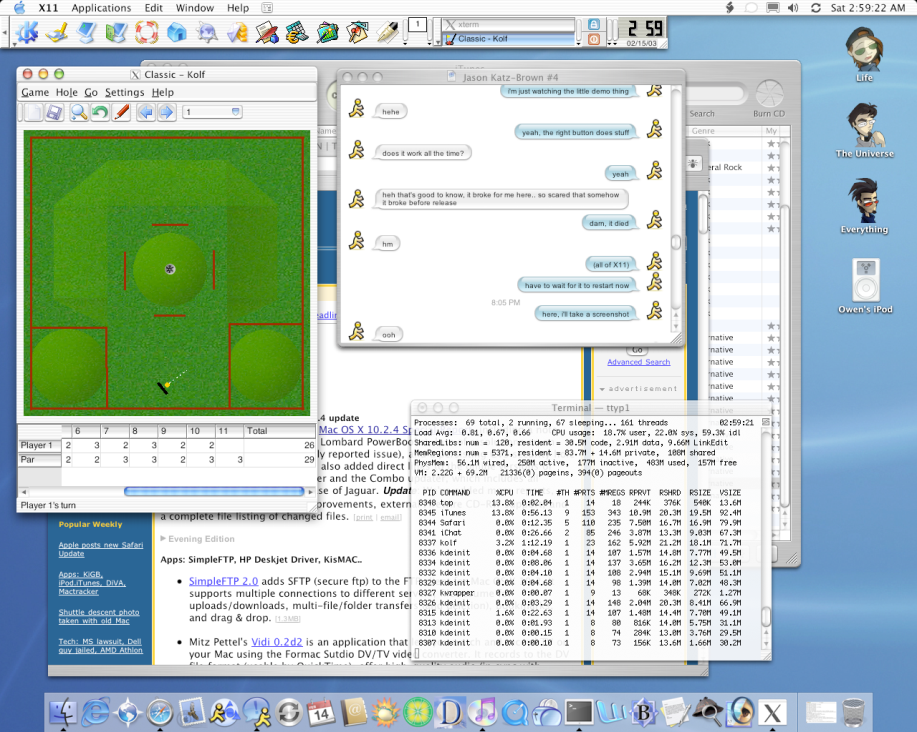 X11 Applications Edit Window Help
Sat 2:59:22 AM
1
xterm
Classic - Kolf
2 59
02/15/03
Life
The Universe
Everything
Owen's iPod
Classic - Kolf
Game Hole Go Settings Help
1
6 7 8 9 10 11 Total
Player 1 2 3 2 3 2 2 26
Par 2 2 3 3 2 3 3 29
Player 1's turn
Jason Katz-Brown #4
i'm just watching the little demo thing
hehe
yeah, the right button does stuff
does it work all the time?
yeah
heh that's good to know, it broke for me here.. so scared that somehow
it broke before release
dam, it died
hm
(all of X11)
have to wait for it to restart now
8:05 PM
here, i'll take a screenshot
ooh
Search
Burn CD
Genre
My
eral Rock
native
native
native
native
native
native
native
Go
Advanced Search
advertisement
.4 update
Mac OS X 10.2.4 Sp
Lombard PowerBoo
ly reported issue), a
also added direct l
r and the Combo U
se of Jaguar. Updat
provements, extern
a complete file listing of changed files. [print | email]
Evening Edition
Apps: SimpleFTP, HP Deskjet Driver, KisMAC..
SimpleFTP 2.0 adds SFTP (secure ftp) to the FT
supports multiple connections to different ser
uploads/downloads, multi-file/folder transfer
and drag & drop. [1.3MB]
Mitz Pettel's Vidi 0.2d2 is an application that
your Mac using the Formac Sutdio DV/TV vide
Popular Weekly
Apple posts new Safari
Update
Apps: KiGB,
iPod.iTunes, DiVA,
Mactracker
Shuttle descent photo
taken with old Mac
Tech: MS lawsuit, Dell
guy jailed, AMD Athlon
Terminal — ttyp1
Processes: 69 total, 2 running, 67 sleeping... 161 threads 02:59:21
Load Avg: 0.81, 0.67, 0.66 CPU usage: 18.7% user, 22.0% sys, 59.3% idl
SharedLibs: num = 120, resident = 30.5M code, 2.91M data, 9.66M LinkEdit
MemRegions: num = 5371, resident = 83.7M + 14.6M private, 108M shared
PhysMem: 56.1M wired, 250M active, 177M inactive, 483M used, 157M free
VM: 2.22G + 69.2M 21336(0) pageins, 394(0) pageouts
PID COMMAND %CPU TIME #TH #PRTS #MREGS RPRVT RSHRD RSIZE VSIZE
8348 top 13.8% 0:02.04 1 14 18 244K 376K 540K 13.6M
8345 iTunes 13.8% 0:56.13 9 153 343 10.9M 20.3M 19.5M 92.4M
8344 Safari 0.0% 0:12.35 5 110 235 7.50M 16.7M 16.9M 79.9M
8341 iChat 0.0% 0:26.66 2 85 246 3.87M 13.3M 9.03M 67.3M
8337 kolf 3.2% 1:12.19 1 23 162 5.92M 21.2M 18.1M 71.7M
8336 kdeinit 0.0% 0:04.68 1 14 107 1.57M 14.8M 7.77M 49.5M
8334 kdeinit 0.0% 0:08.06 1 14 137 3.65M 16.2M 12.3M 53.0M
8332 kdeinit 0.0% 0:04.10 1 14 108 2.94M 15.1M 9.69M 51.1M
8329 kdeinit 0.0% 0:04.68 1 14 98 1.39M 14.0M 7.02M 48.3M
8327 kwrapper 0.0% 0:00.07 1 9 13 68K 348K 272K 1.27M
8326 kdeinit 0.0% 0:03.29 1 14 148 2.04M 20.3M 8.41M 66.9M
8315 kdeinit 1.6% 0:22.63 1 14 107 1.48M 14.4M 7.70M 49.1M
8313 kdeinit 0.0% 0:01.93 1 8 80 816K 14.0M 5.75M 31.1M
8310 kdeinit 0.0% 0:00.15 1 8 74 284K 13.0M 3.76M 29.5M
8307 kdeinit 0.0% 0:00.10 1 8 73 156K 13.6M 1.66M 30.2M
14